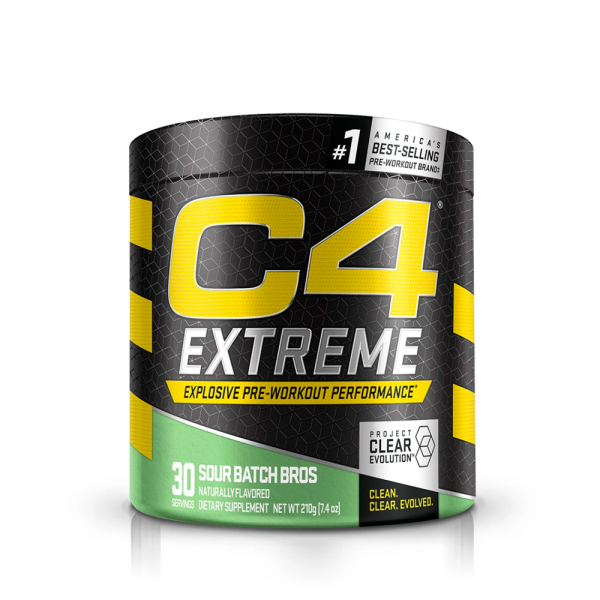 #1
AMERICA'S
BEST-SELLING
PRE-WORKOUT BRAND‡
C4®
EXTREME
EXPLOSIVE PRE-WORKOUT PERFORMANCE*
PROJECT
CLEAR
EVOLUTION™
30
SERVINGS
SOUR BATCH BROS
NATURALLY FLAVORED
DIETARY SUPPLEMENT NET WT 210g (7.4 oz)
CLEAN.
CLEAR. EVOLVED.